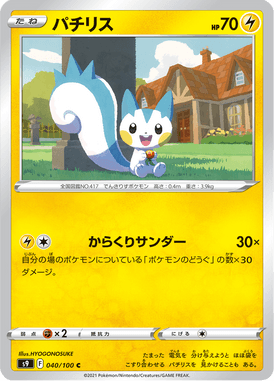 たね パチリス HP70
全国図鑑NO.417 でんきりすポケモン 高さ：0.4m 重さ：3.9kg
からくりサンダー 30×
自分の場のポケモンについている「ポケモンのどうぐ」の数×30
ダメージ。
弱点 ×2 抵抗力 にげる
Illus.HYOGONOSUKE
s9 F 040/100 C
たまった 電気を 分け与えようと ほほ袋を
こすり合わせる パチリスを 見かけることも ある。
©2021 Pokémon/Nintendo/Creatures/GAME FREAK.